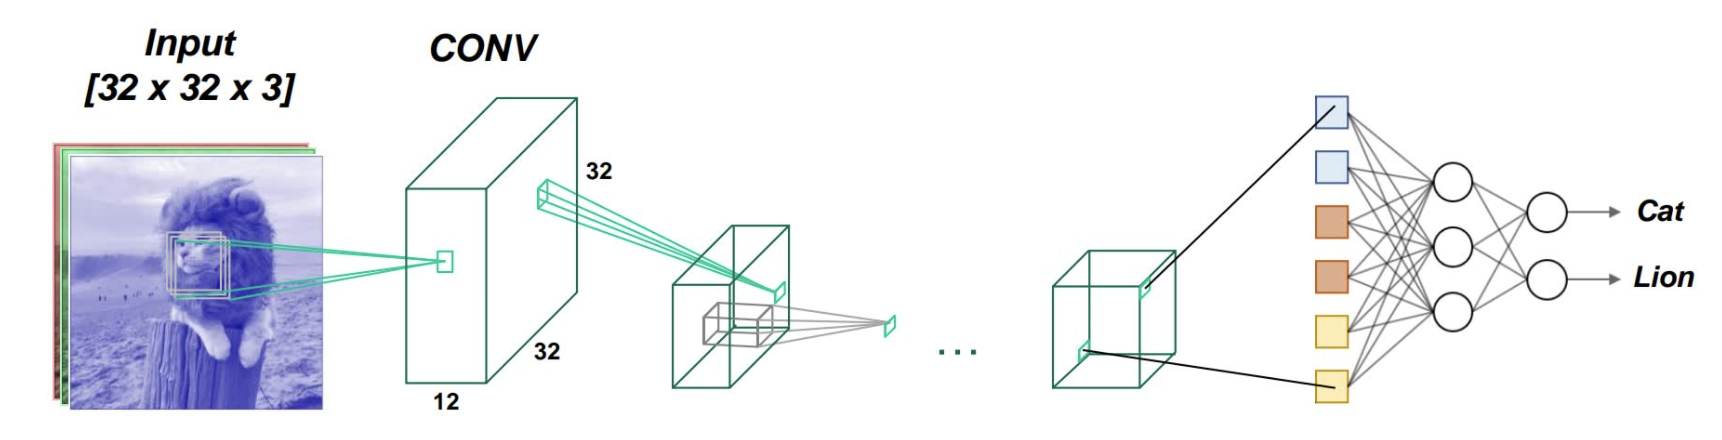 Input
[32 x 32 x 3]
CONV
32
32
12
...
Cat
Lion